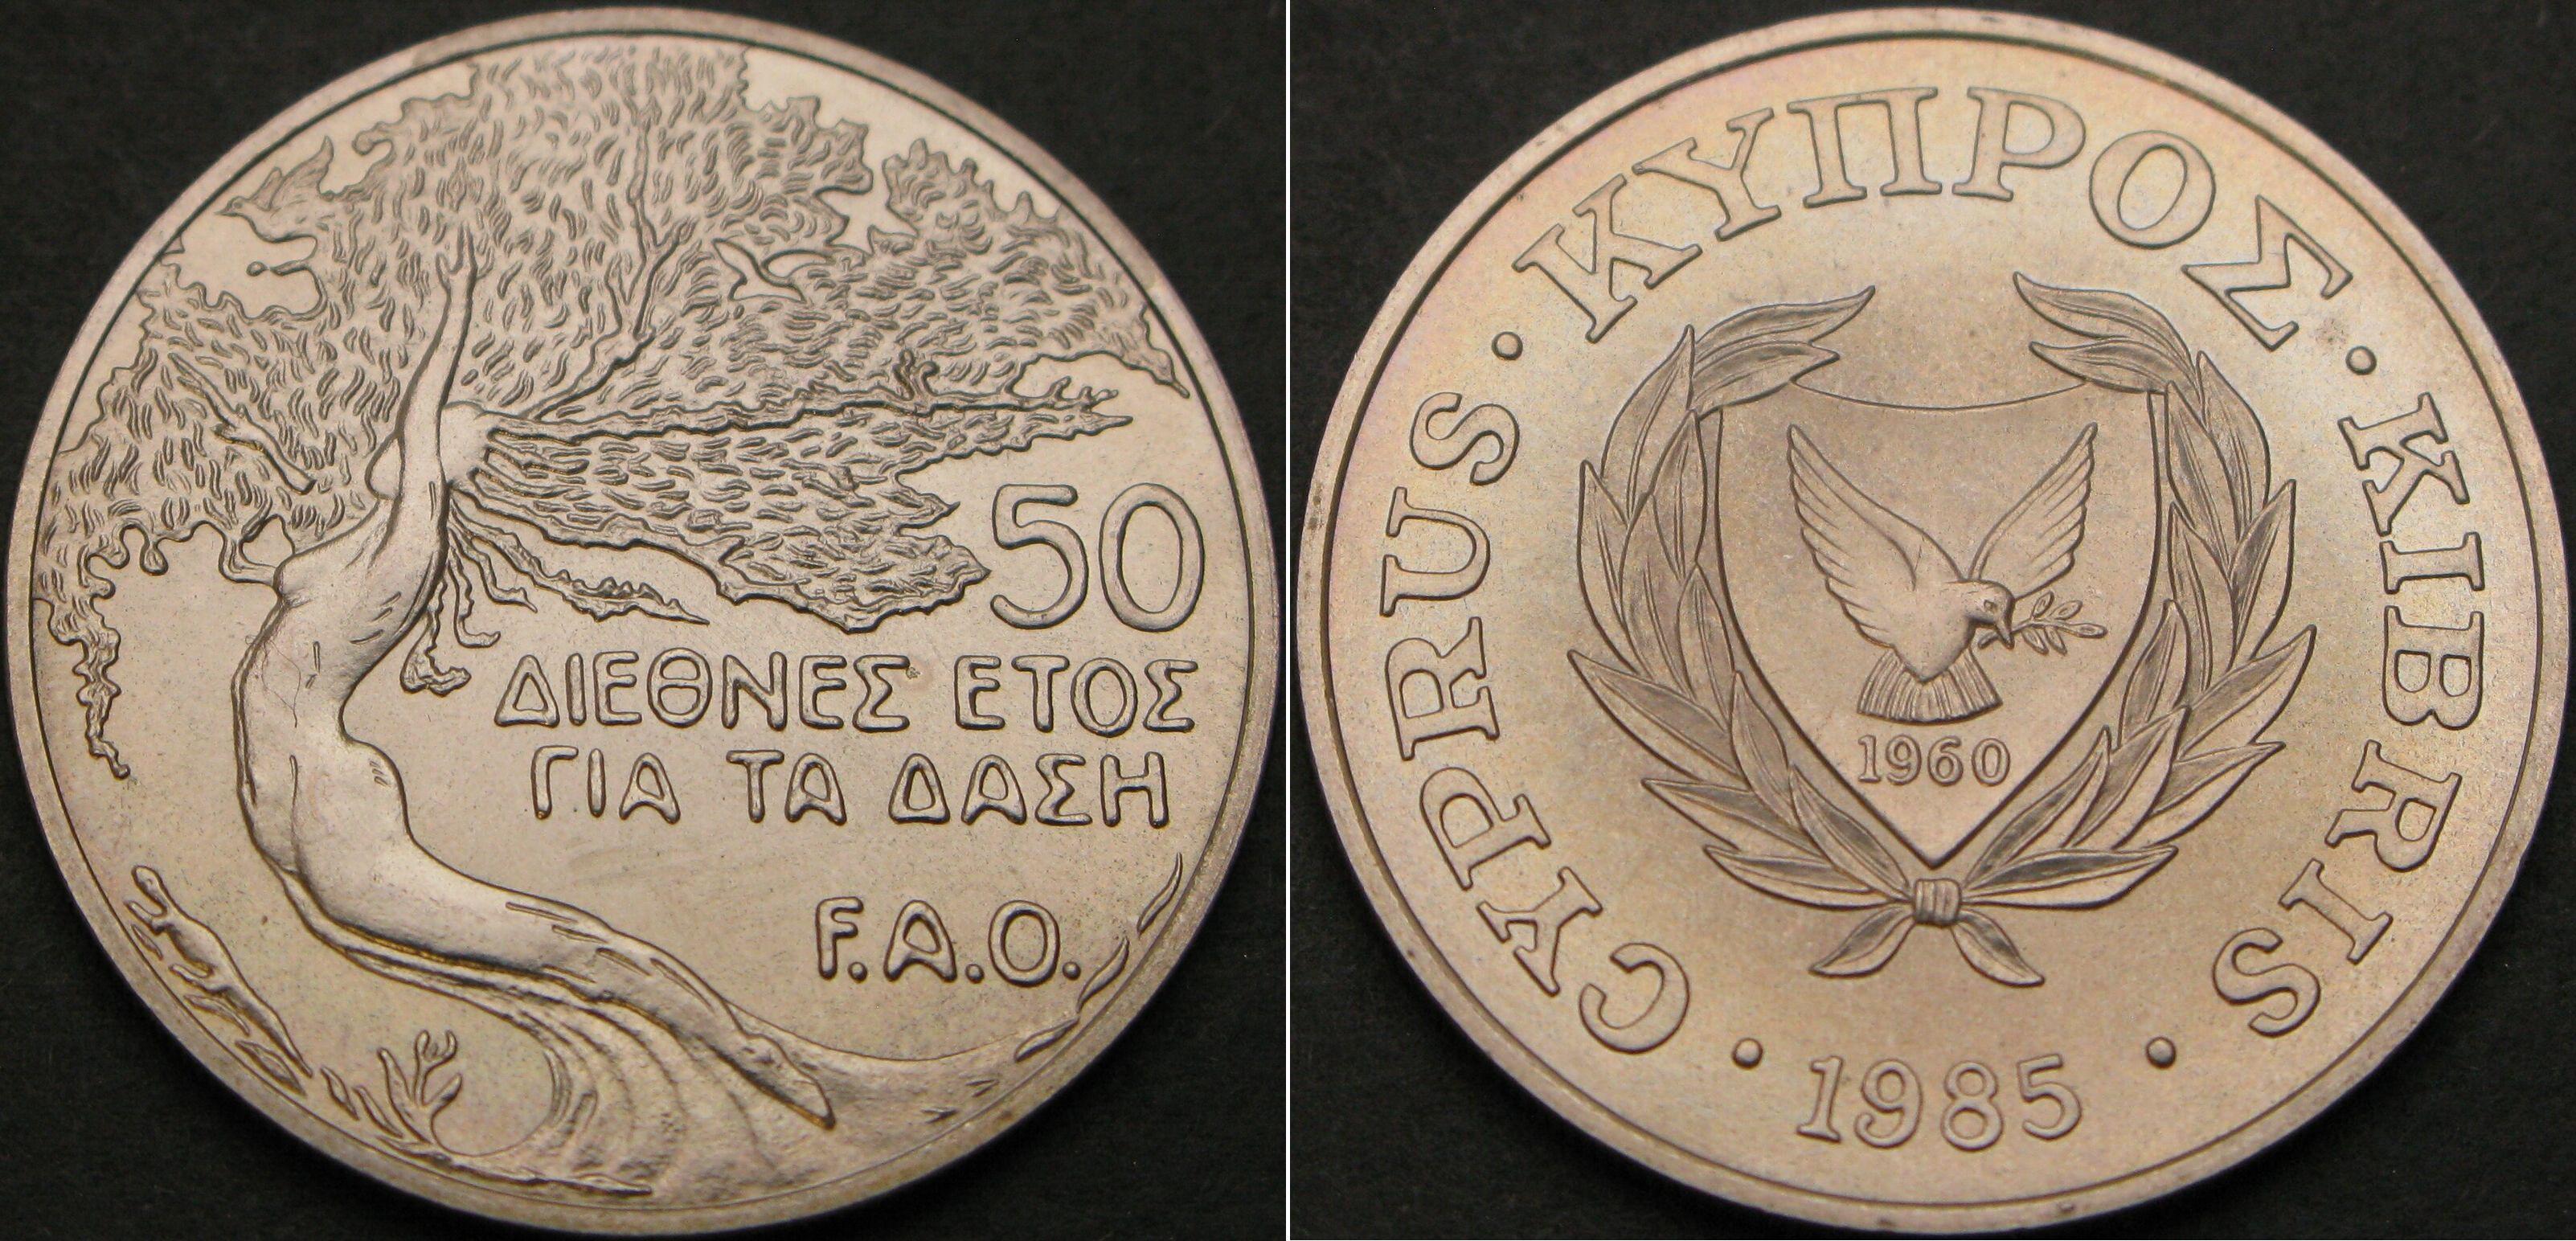 50
ΔΙΕΘΝΕΣ ΕΤΟΣ
ΓΙΑ ΤΑ ΔΑΣΗ
F.A.O.
CYPRUS · ΚΥΠΡΟΣ · KIBRIS
1960
· 1985 ·